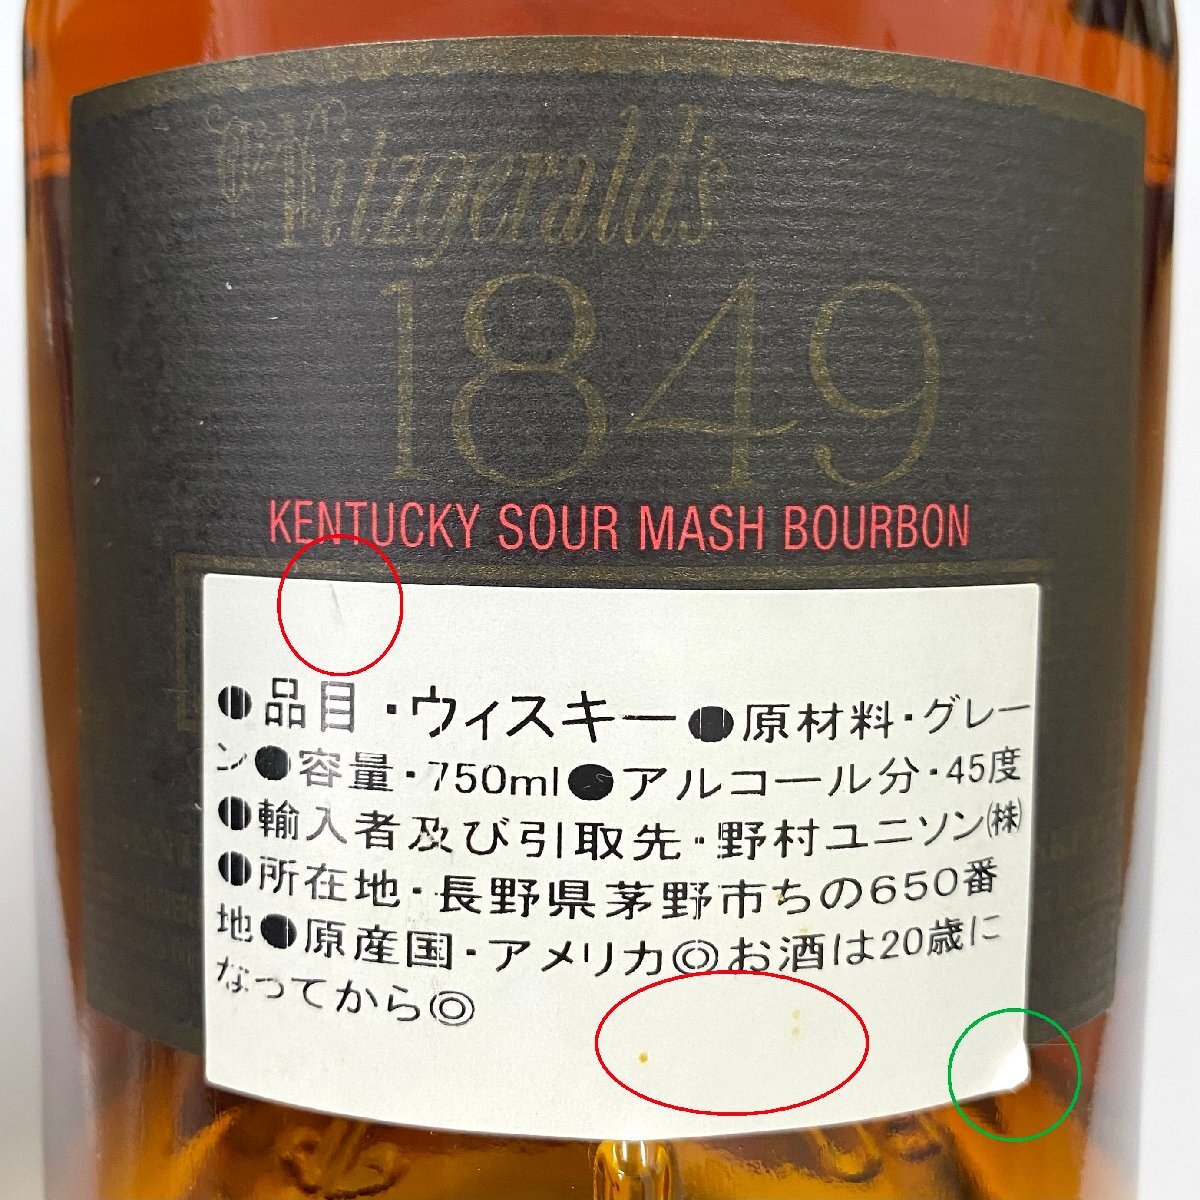 Old Fitzgerald's
1849
KENTUCKY SOUR MASH BOURBON
●品目・ウィスキー●原材料・グレー
ン●容量・750ml●アルコール分・45度
●輸入者及び引取先・野村ユニソン㈱
●所在地・長野県茅野市ちの650番
地●原産国・アメリカ◎お酒は20歳に
なってから◎